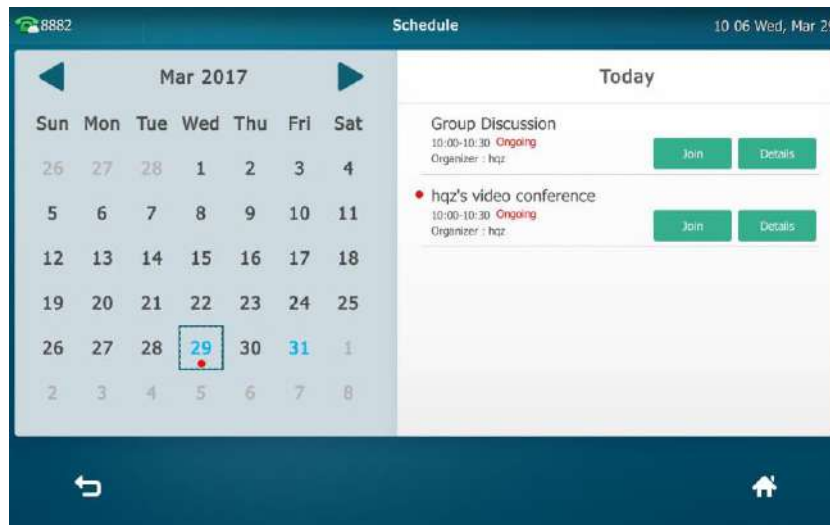 8882 Schedule 10 06 Wed, Mar 2
Mar 2017
Sun Mon Tue Wed Thu Fri Sat
26 27 28 1 2 3 4
5 6 7 8 9 10 11
12 13 14 15 16 17 18
19 20 21 22 23 24 25
26 27 28 29 30 31 1
2 3 4 5 6 7 8
Today
Group Discussion
10:00-10:30 Ongoing
Organizer : hqz
Join Details
hqz's video conference
10:00-10:30 Ongoing
Organizer : hqz
Join Details